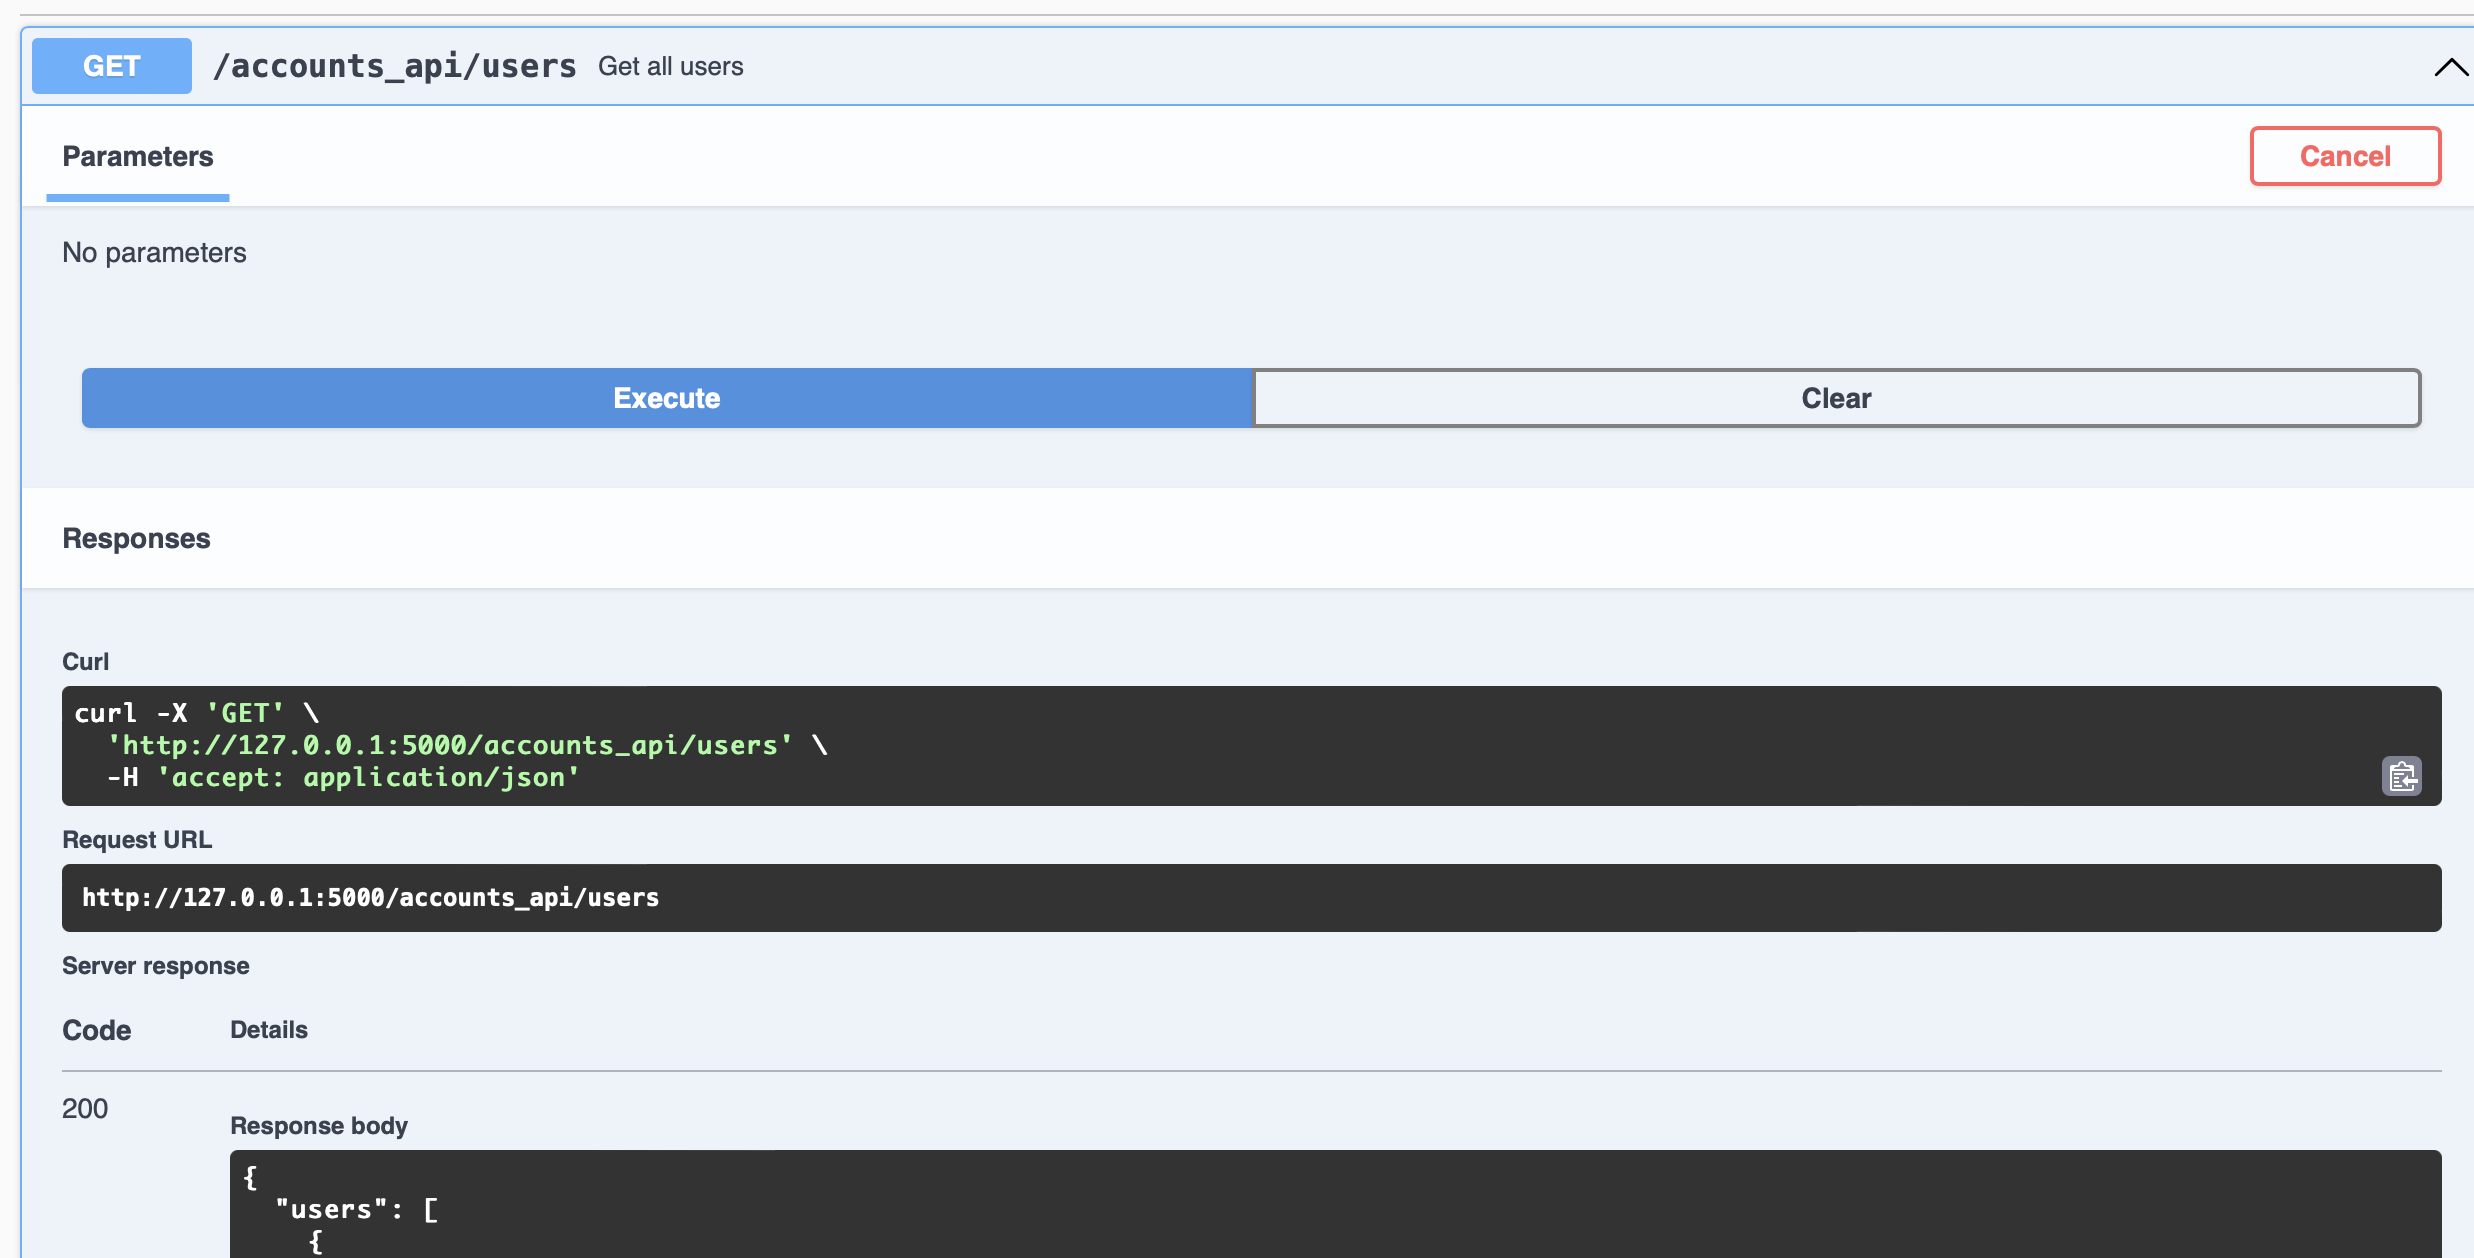 GET /accounts_api/users Get all users
Parameters
Cancel
No parameters
Execute
Clear
Responses
Curl
curl -X 'GET' \
  'http://127.0.0.1:5000/accounts_api/users' \
  -H 'accept: application/json'
Request URL
http://127.0.0.1:5000/accounts_api/users
Server response
Code Details
200
Response body
{
  "users": [
    {